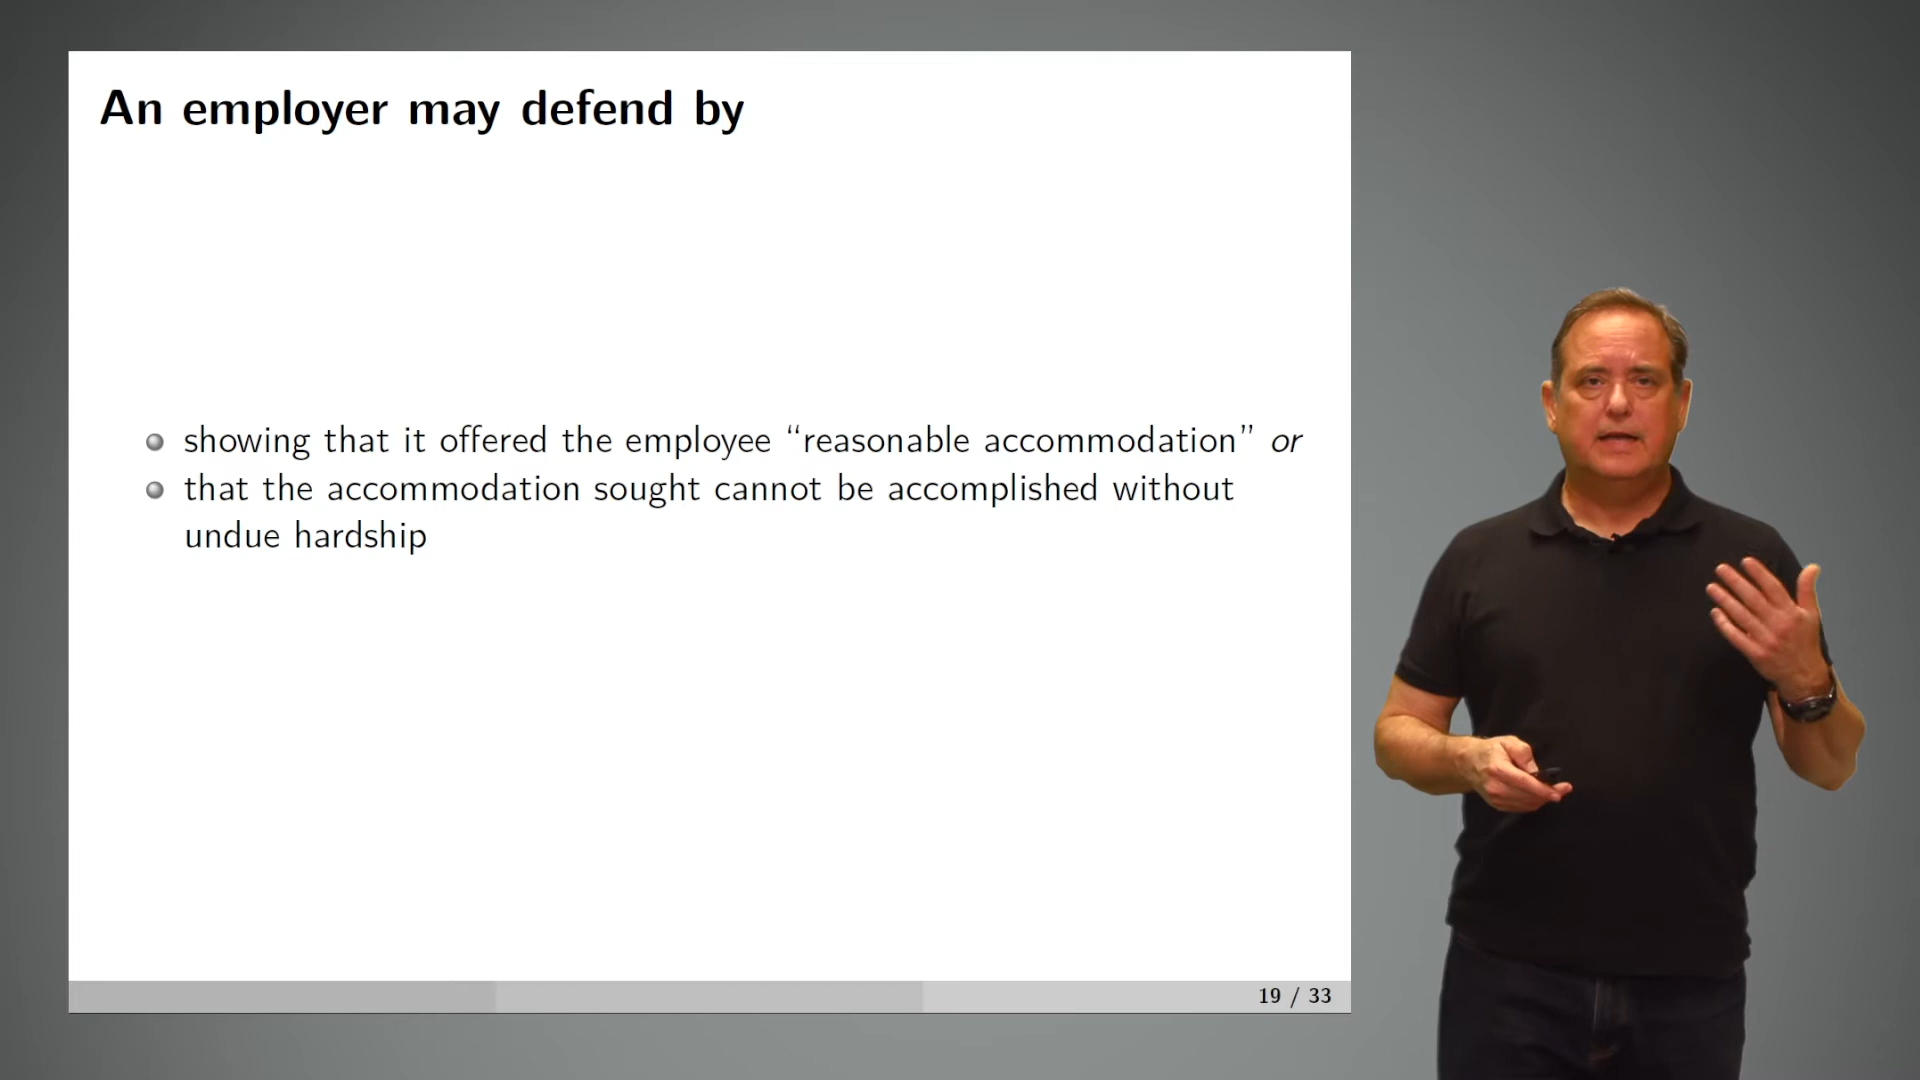 An employer may defend by
showing that it offered the employee “reasonable accommodation” or
that the accommodation sought cannot be accomplished without
undue hardship
19 / 33